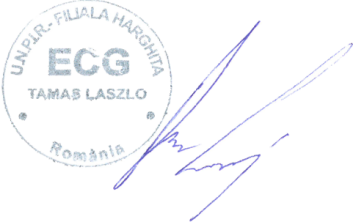 U.N.P.I.R. - FILIALA HARGHITA
ECG
TAMAS LASZLO
România